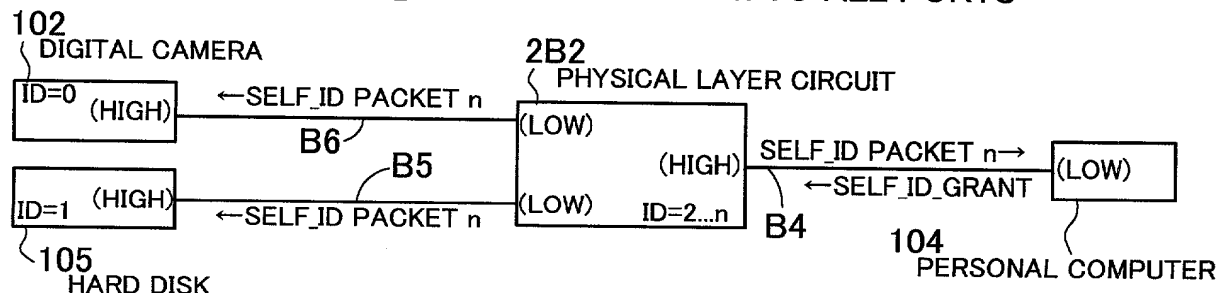 102
DIGITAL CAMERA
ID=0
(HIGH)
←SELF_ID PACKET n
B6
2B2
PHYSICAL LAYER CIRCUIT
(LOW)
(HIGH)
(LOW)
ID=2...n
SELF_ID PACKET n→
←SELF_ID_GRANT
B4
(LOW)
104
PERSONAL COMPUTER
B5
(HIGH)
ID=1
←SELF_ID PACKET n
105
HARD DISK